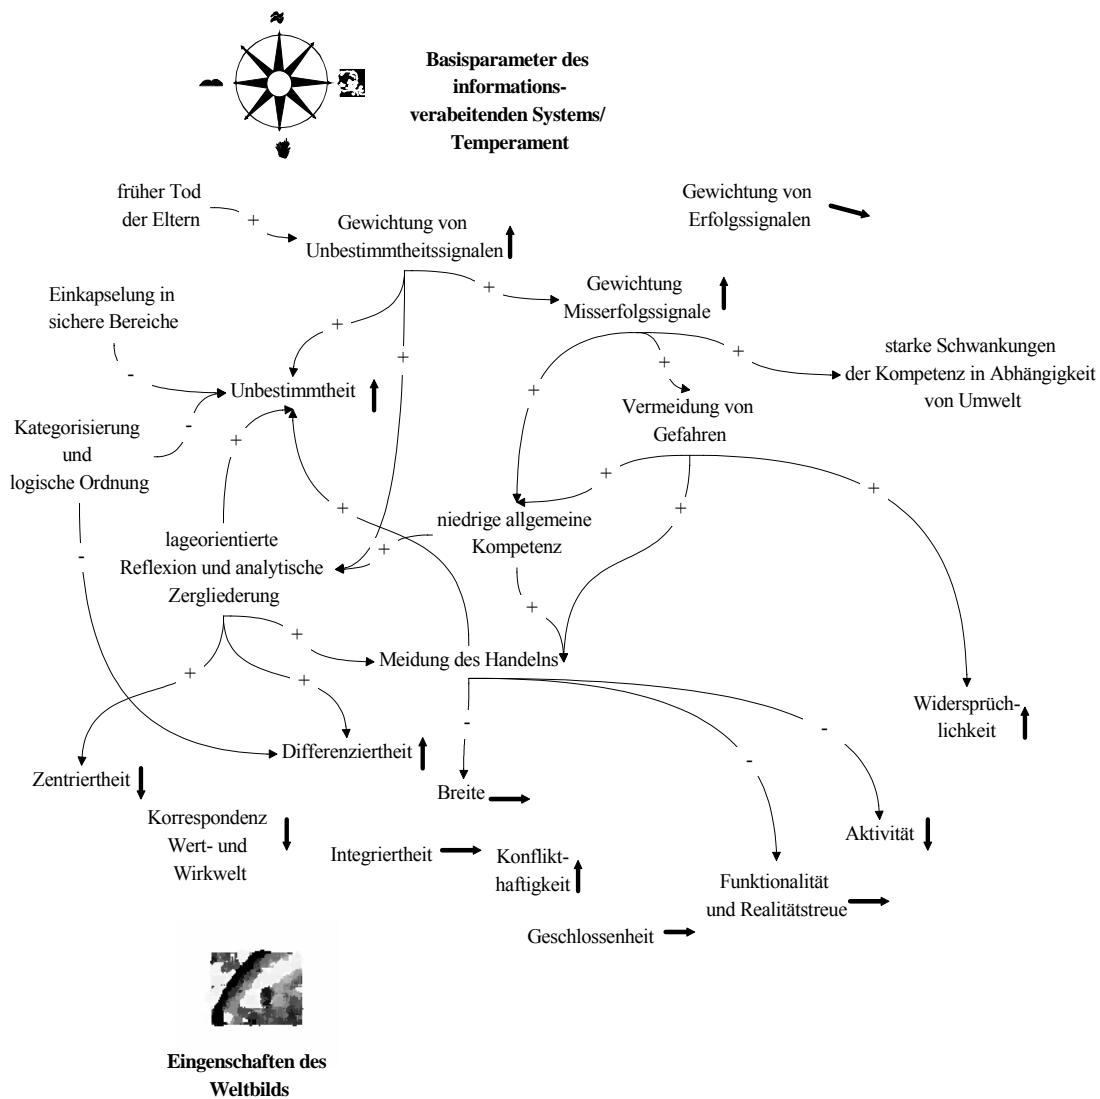 Basisparameter des
informations-
verabeitenden Systems/
Temperament
früher Tod
der Eltern
Gewichtung von
Erfolgssignalen
+
Gewichtung von
Unbestimmtheitssignalen
Einkapselung in
sichere Bereiche
+
Gewichtung
Misserfolgssignale
+
+
+
+
starke Schwankungen
der Kompetenz in Abhängigkeit
von Umwelt
-
Unbestimmtheit
+
Vermeidung von
Gefahren
Kategorisierung
und
logische Ordnung
-
+
+
+
+
+
niedrige allgemeine
Kompetenz
lageorientierte
Reflexion und analytische
Zergliederung
-
+
+
+
Meidung des Handelns
+
+
Widersprüch-
lichkeit
-
-
-
Differenziertheit
Zentriertheit
Breite
Korrespondenz
Wert- und
Wirkwelt
Aktivität
Integriertheit
Konflikt-
haftigkeit
Funktionalität
und Realitätstreue
Geschlossenheit
Eingenschaften des
Weltbilds